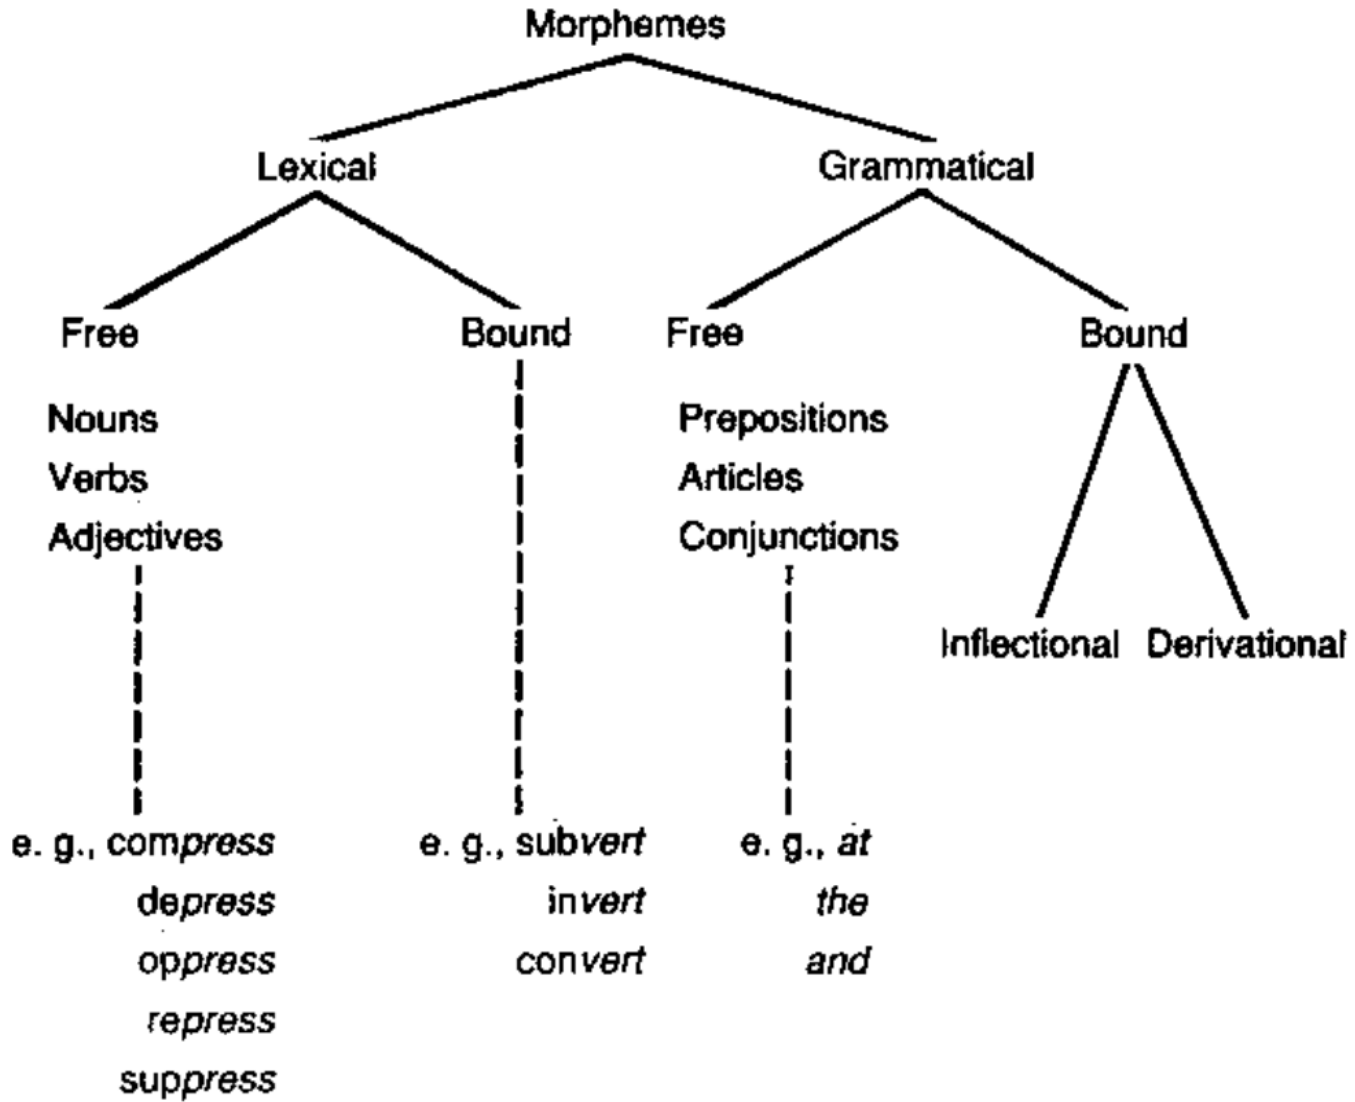 Morphemes
Lexical Grammatical
Free Bound Free Bound
Nouns Prepositions
Verbs Articles
Adjectives Conjunctions
Inflectional Derivational
e. g., compress e. g., subvert e. g., at
depress invert the
oppress convert and
repress
suppress